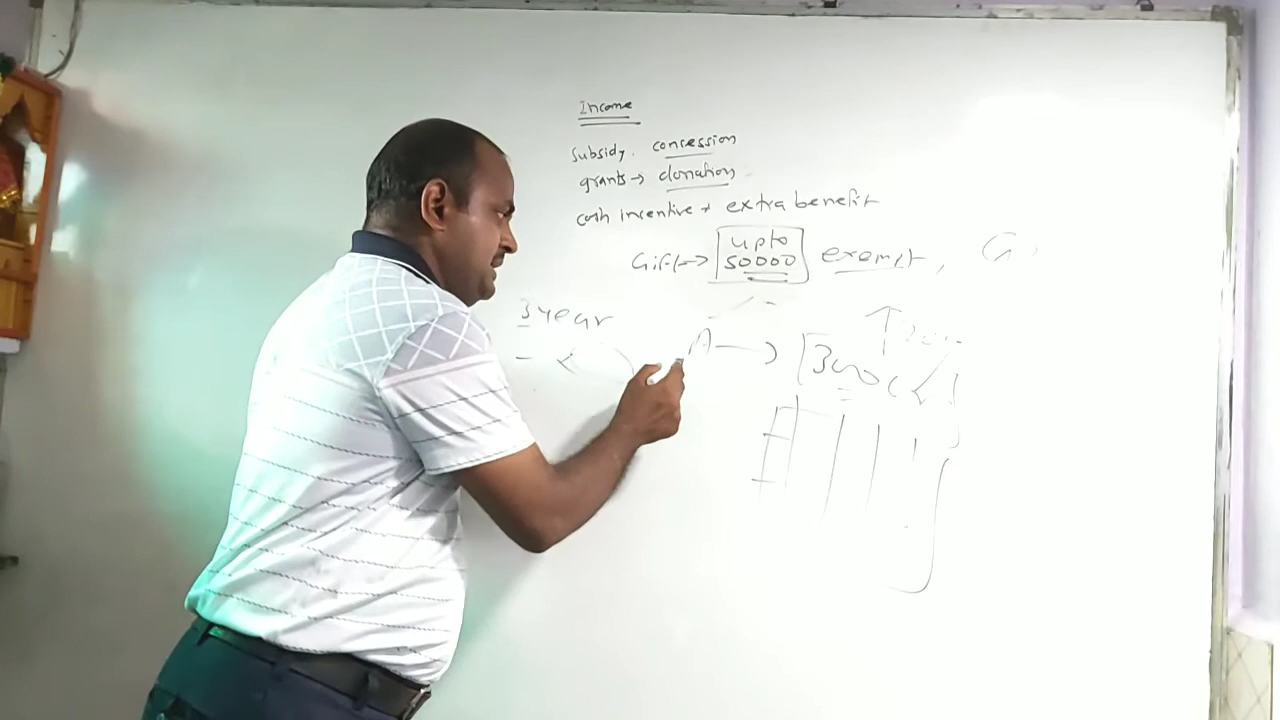 Income
Subsidy. concession
grants → donation
cash incentive + extra benefit
Gift → upto 50000 exempt, G
3 year
A →